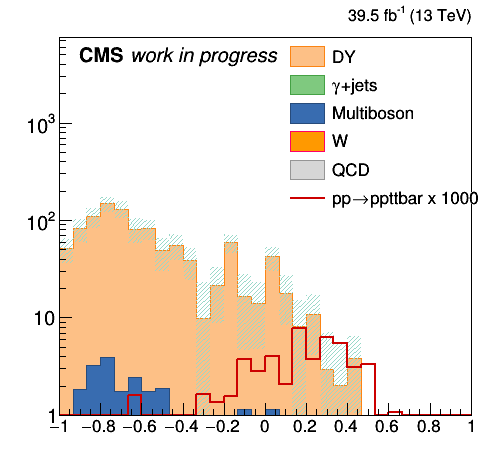 39.5 fb⁻¹ (13 TeV)
CMS work in progress
DY
γ+jets
Multiboson
W
QCD
pp→ppttbar x 1000
10³
10²
10
1
−1 −0.8 −0.6 −0.4 −0.2 0 0.2 0.4 0.6 0.8 1